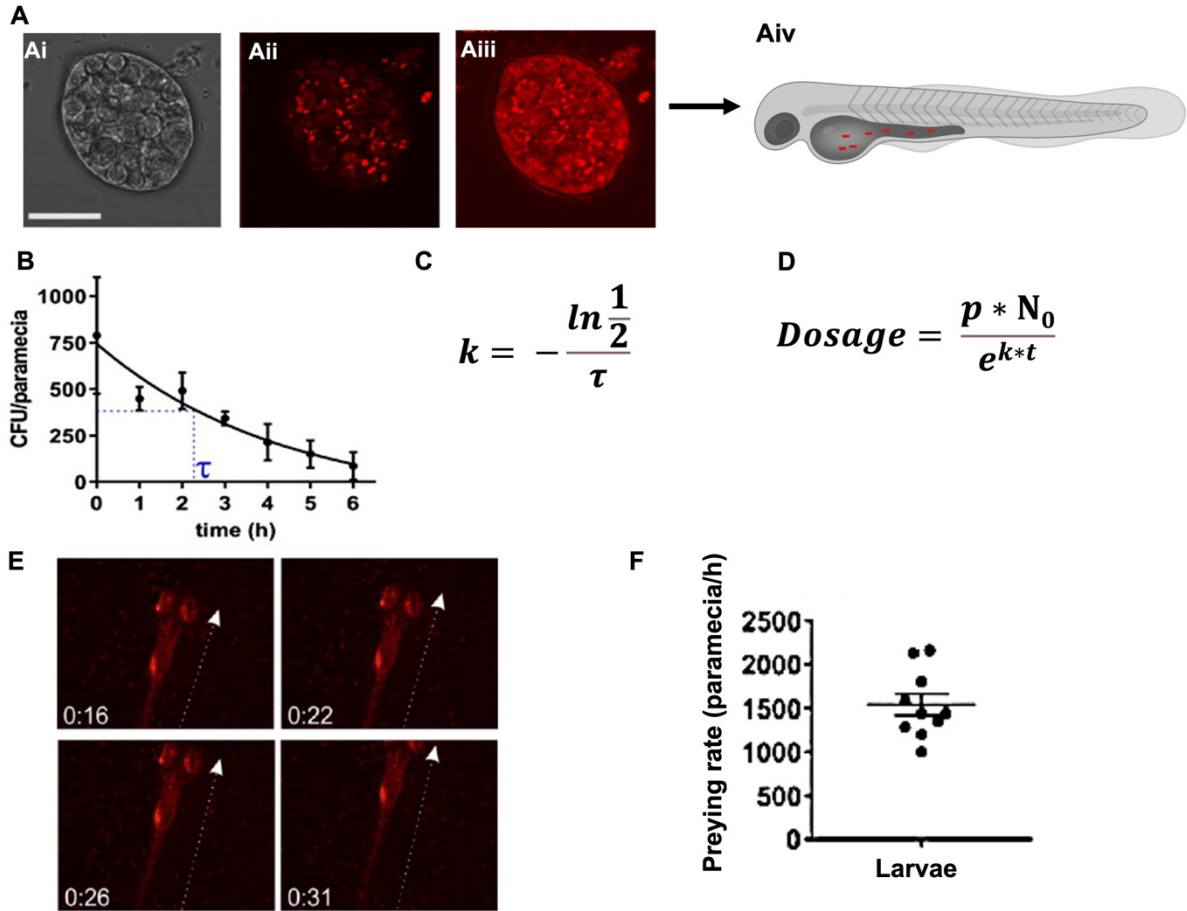 A
Ai
Aii
Aiii
Aiv
B
CFU/paramecia
1000
750
500
250
0
τ
0 1 2 3 4 5 6
time (h)
C
k = - ln 1/2 / τ
D
Dosage = p * N₀ / e^{k*t}
E
0:16
0:22
0:26
0:31
F
Preying rate (paramecia/h)
2500
2000
1500
1000
500
0
Larvae